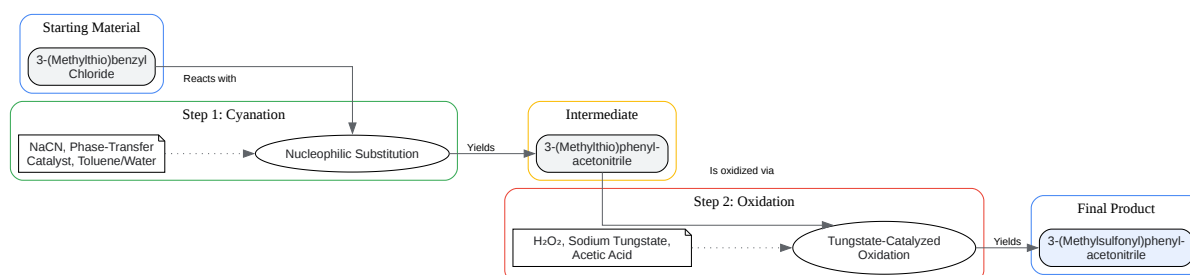 Starting Material
3-(Methylthio)benzyl
Chloride
Reacts with
Step 1: Cyanation
NaCN, Phase-Transfer
Catalyst, Toluene/Water
Nucleophilic Substitution
Yields
Intermediate
3-(Methylthio)phenyl-
acetonitrile
Is oxidized via
Step 2: Oxidation
H₂O₂, Sodium Tungstate,
Acetic Acid
Tungstate-Catalyzed
Oxidation
Yields
Final Product
3-(Methylsulfonyl)phenyl-
acetonitrile